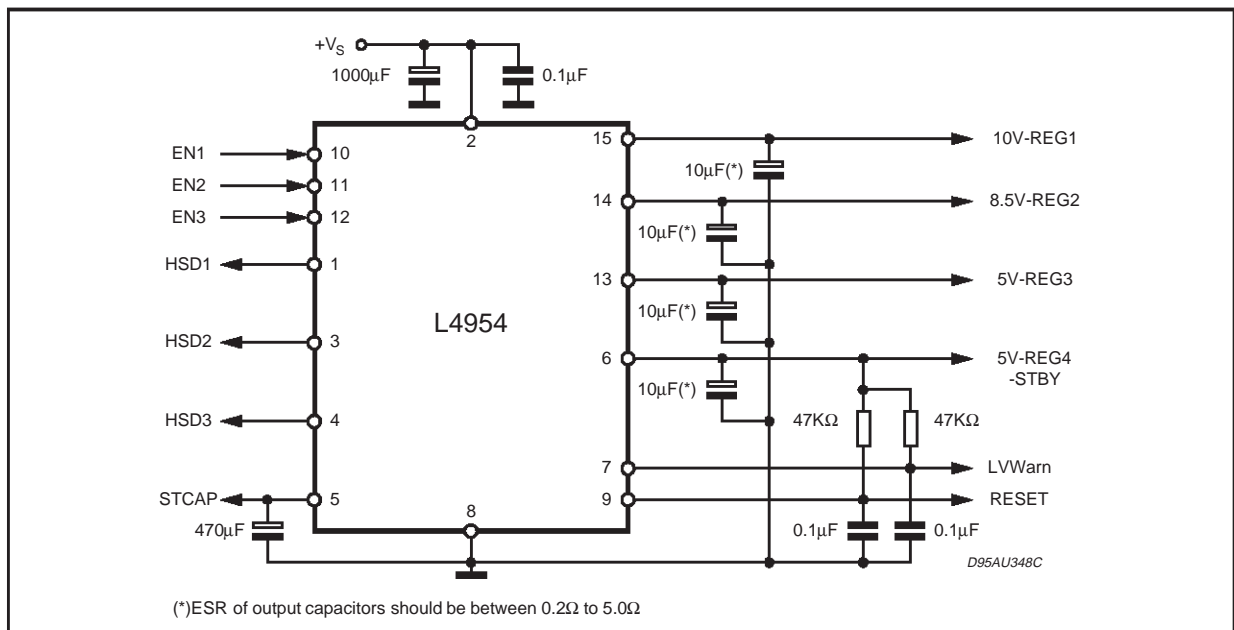 +VS
1000μF
0.1μF
2
15
10V-REG1
EN1
10
10μF(*)
EN2
11
14
8.5V-REG2
EN3
12
10μF(*)
HSD1
1
13
5V-REG3
10μF(*)
L4954
HSD2
3
6
5V-REG4
-STBY
10μF(*)
HSD3
4
47KΩ
47KΩ
7
LVWarn
STCAP
5
9
RESET
8
470μF
0.1μF
0.1μF
D95AU348C
(*)ESR of output capacitors should be between 0.2Ω to 5.0Ω